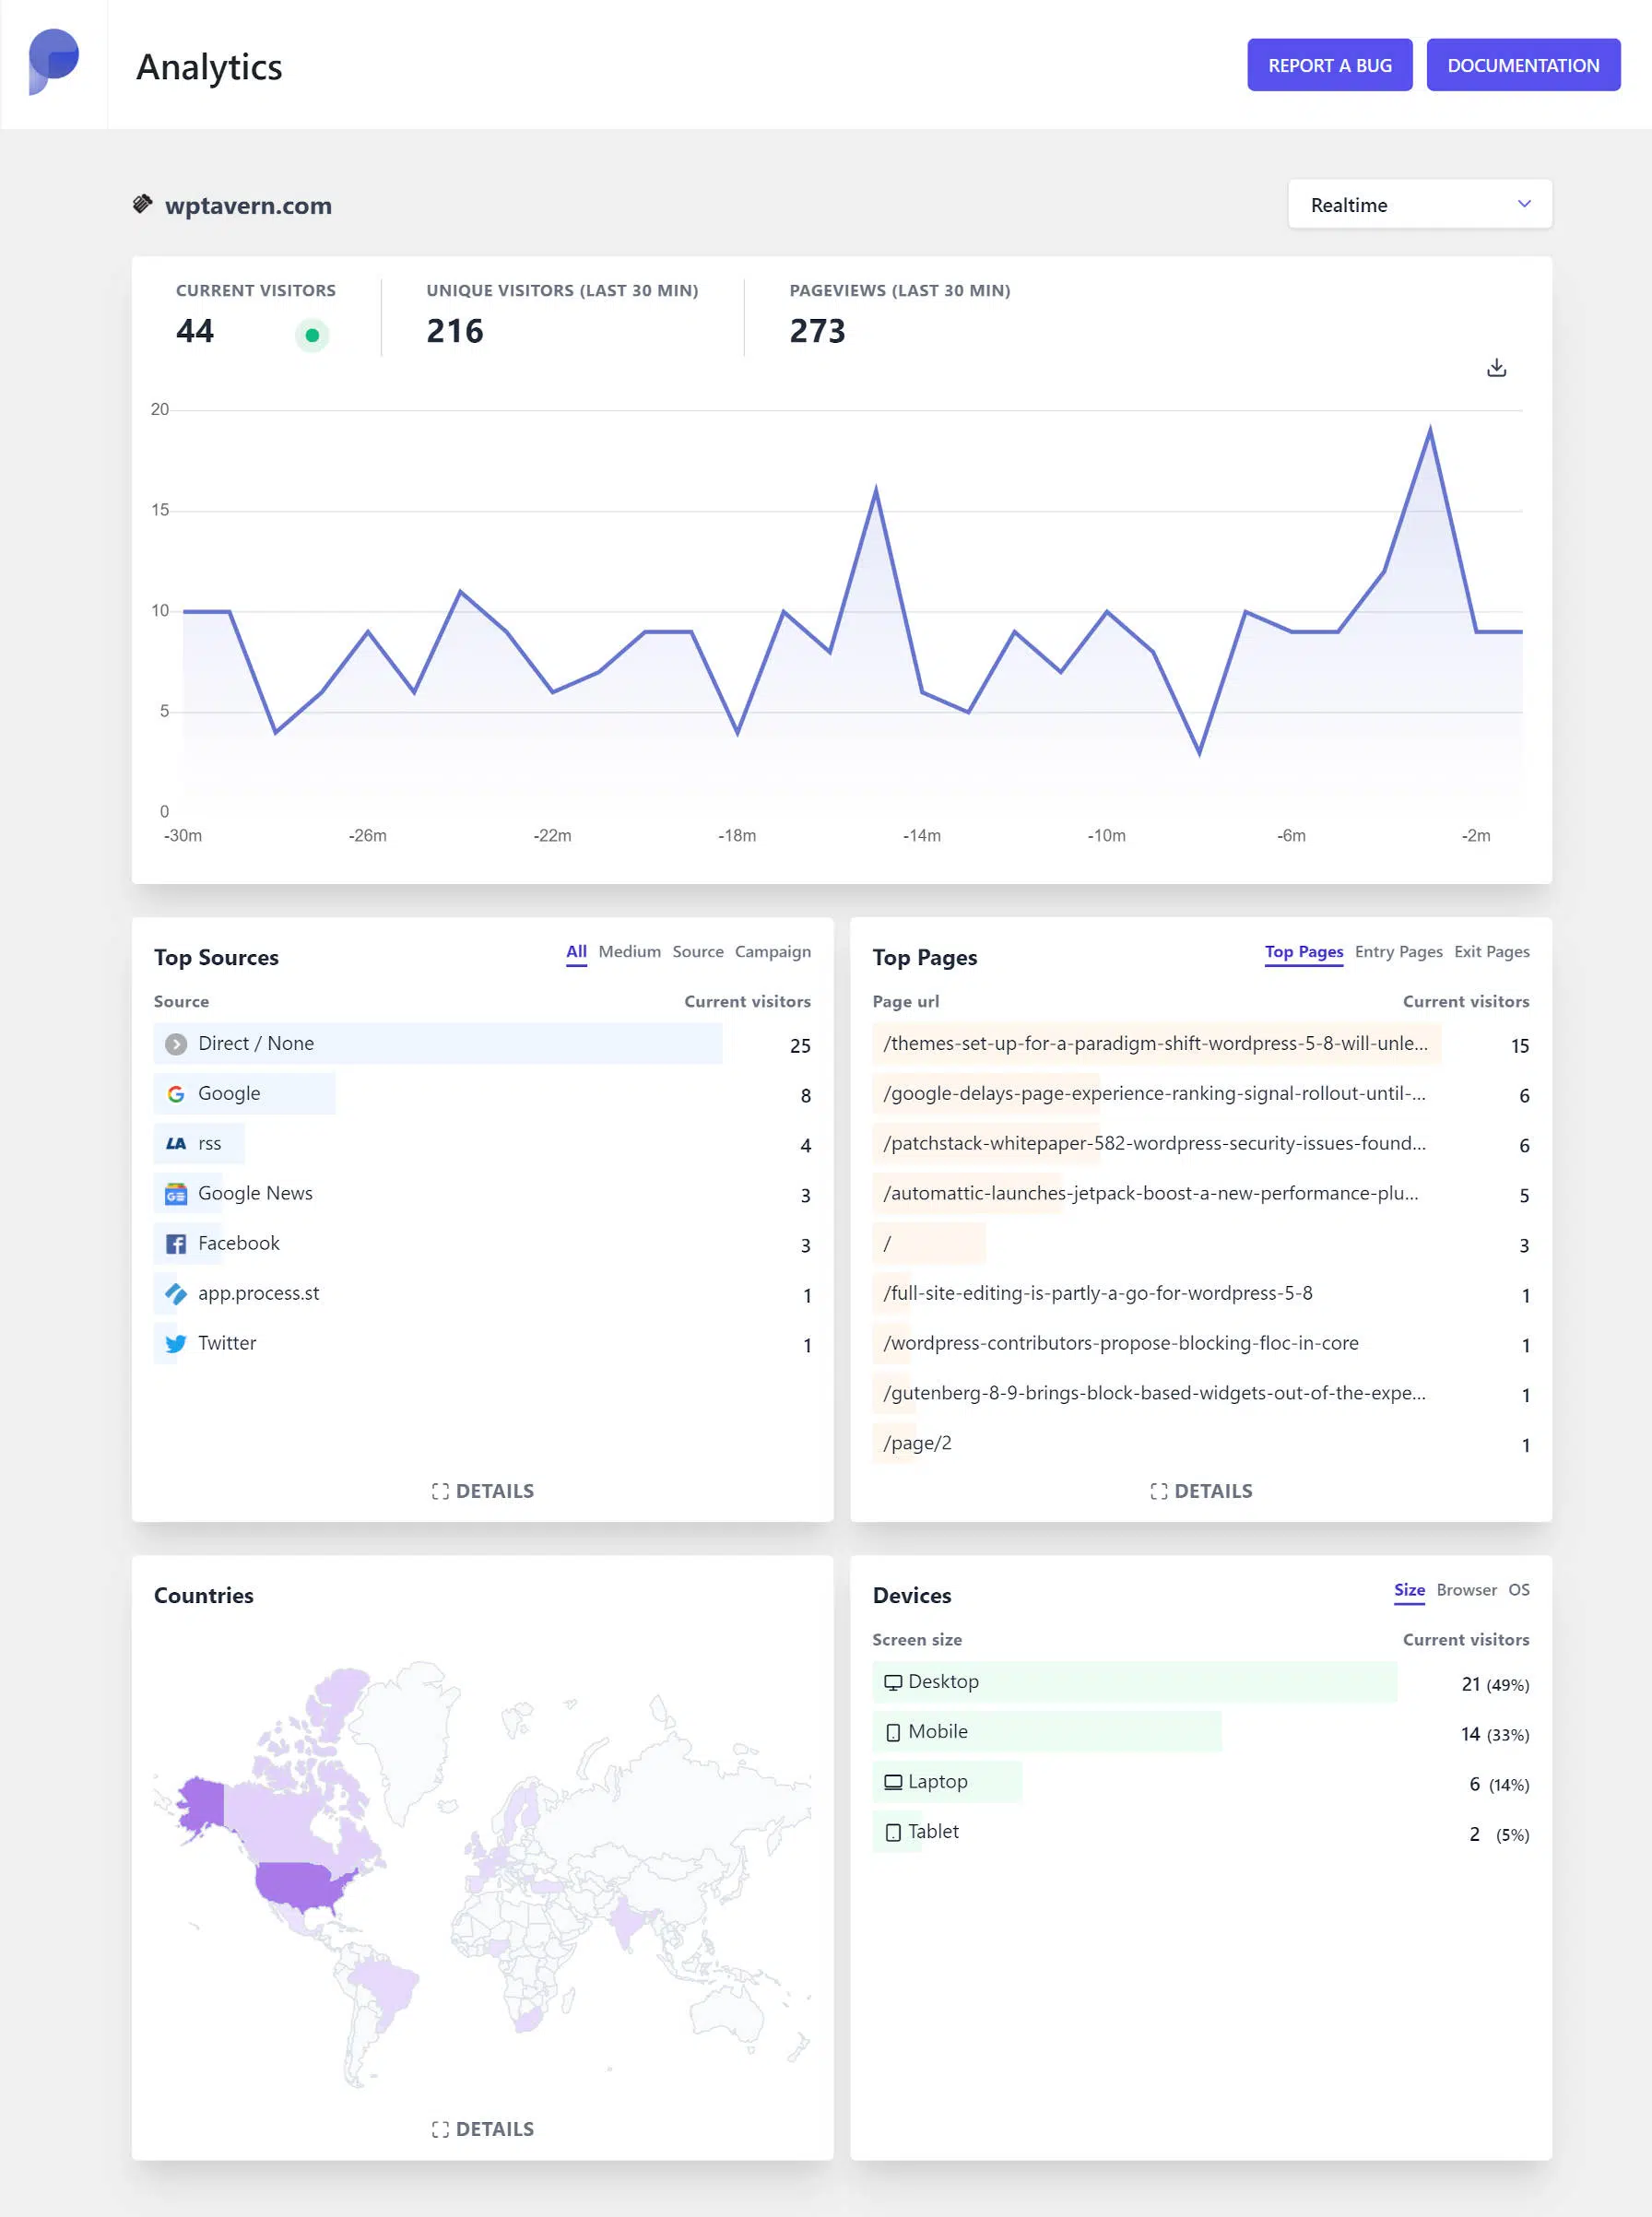 Analytics
REPORT A BUG
DOCUMENTATION
wptavern.com
Realtime
CURRENT VISITORS
44
UNIQUE VISITORS (LAST 30 MIN)
216
PAGEVIEWS (LAST 30 MIN)
273
20
15
10
5
0
-30m -26m -22m -18m -14m -10m -6m -2m
Top Sources
All Medium Source Campaign
Source Current visitors
Direct / None 25
Google 8
LA rss 4
Google News 3
Facebook 3
app.process.st 1
Twitter 1
DETAILS
Top Pages
Top Pages Entry Pages Exit Pages
Page url Current visitors
/themes-set-up-for-a-paradigm-shift-wordpress-5-8-will-unle... 15
/google-delays-page-experience-ranking-signal-rollout-until-... 6
/patchstack-whitepaper-582-wordpress-security-issues-found... 6
/automattic-launches-jetpack-boost-a-new-performance-plu... 5
/ 3
/full-site-editing-is-partly-a-go-for-wordpress-5-8 1
/wordpress-contributors-propose-blocking-floc-in-core 1
/gutenberg-8-9-brings-block-based-widgets-out-of-the-expe... 1
/page/2 1
DETAILS
Countries
DETAILS
Devices
Size Browser OS
Screen size Current visitors
Desktop 21 (49%)
Mobile 14 (33%)
Laptop 6 (14%)
Tablet 2 (5%)